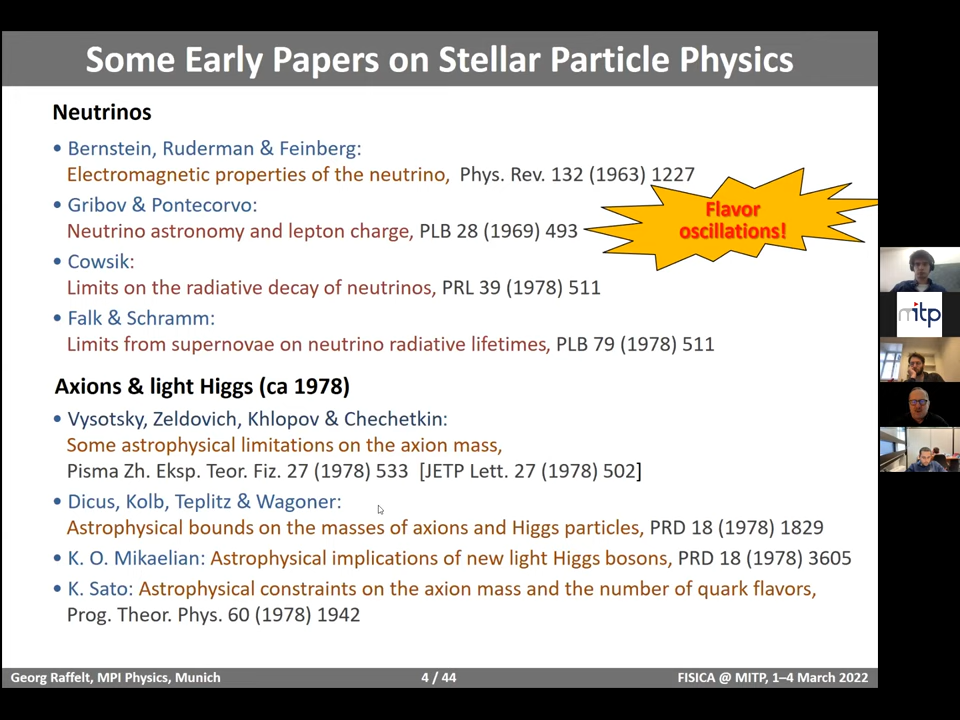 Some Early Papers on Stellar Particle Physics
Neutrinos
• Bernstein, Ruderman & Feinberg:
Electromagnetic properties of the neutrino, Phys. Rev. 132 (1963) 1227
• Gribov & Pontecorvo:
Neutrino astronomy and lepton charge, PLB 28 (1969) 493
Flavor
oscillations!
• Cowsik:
Limits on the radiative decay of neutrinos, PRL 39 (1978) 511
• Falk & Schramm:
Limits from supernovae on neutrino radiative lifetimes, PLB 79 (1978) 511
Axions & light Higgs (ca 1978)
• Vysotsky, Zeldovich, Khlopov & Chechetkin:
Some astrophysical limitations on the axion mass,
Pisma Zh. Eksp. Teor. Fiz. 27 (1978) 533 [JETP Lett. 27 (1978) 502]
• Dicus, Kolb, Teplitz & Wagoner:
Astrophysical bounds on the masses of axions and Higgs particles, PRD 18 (1978) 1829
• K. O. Mikaelian: Astrophysical implications of new light Higgs bosons, PRD 18 (1978) 3605
• K. Sato: Astrophysical constraints on the axion mass and the number of quark flavors,
Prog. Theor. Phys. 60 (1978) 1942
Georg Raffelt, MPI Physics, Munich
4 / 44
FISICA @ MITP, 1–4 March 2022
mitp